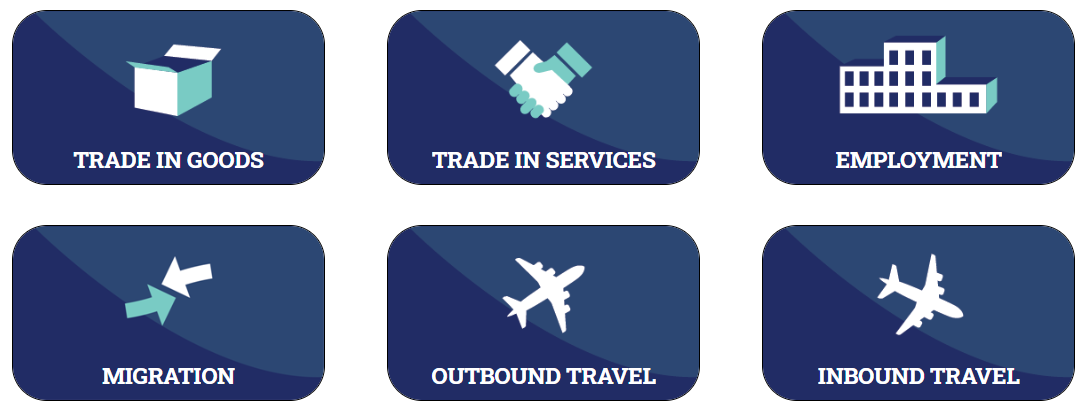 TRADE IN GOODS
TRADE IN SERVICES
EMPLOYMENT
MIGRATION
OUTBOUND TRAVEL
INBOUND TRAVEL